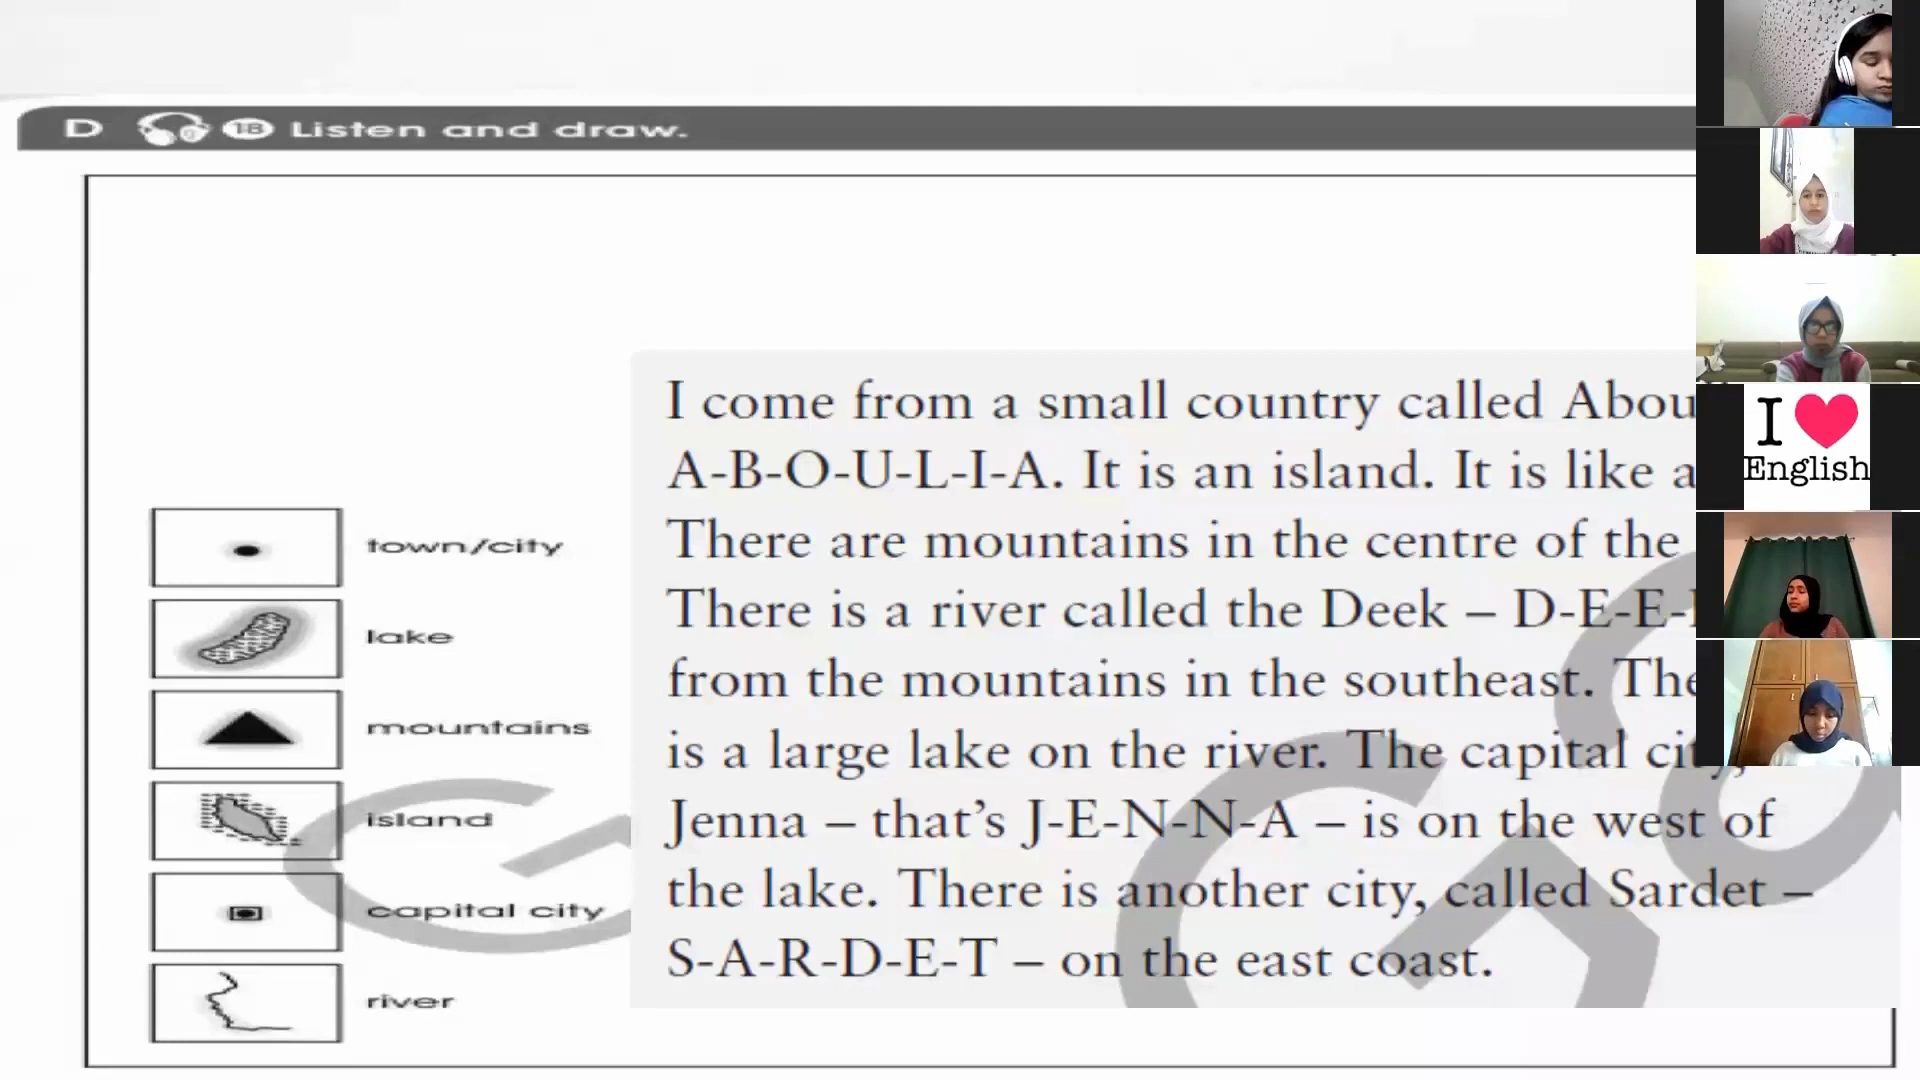 D 1B Listen and draw.
I come from a small country called Abou
A-B-O-U-L-I-A. It is an island. It is like a
There are mountains in the centre of the
There is a river called the Deek – D-E-E-
from the mountains in the southeast. The
is a large lake on the river. The capital city,
Jenna – that's J-E-N-N-A – is on the west of
the lake. There is another city, called Sardet –
S-A-R-D-E-T – on the east coast.
town/city
lake
mountains
island
capital city
river
I
English